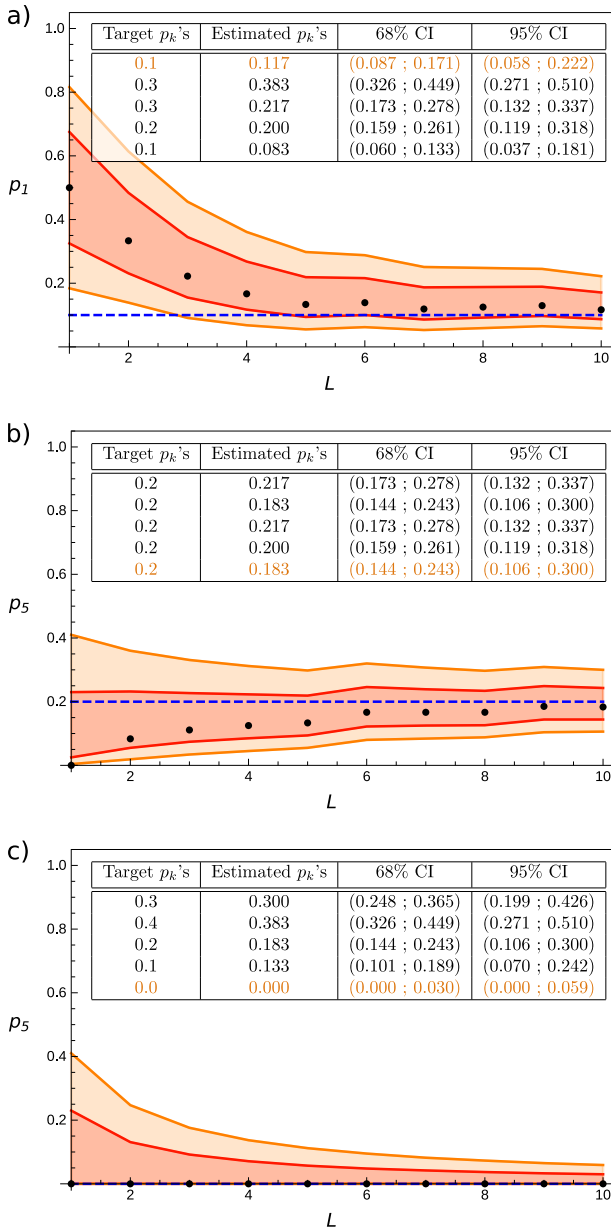 a)
1.0
0.8
0.6
0.4
0.2
p1
Target pk's Estimated pk's 68% CI 95% CI
0.1 0.117 (0.087 ; 0.171) (0.058 ; 0.222)
0.3 0.383 (0.326 ; 0.449) (0.271 ; 0.510)
0.3 0.217 (0.173 ; 0.278) (0.132 ; 0.337)
0.2 0.200 (0.159 ; 0.261) (0.119 ; 0.318)
0.1 0.083 (0.060 ; 0.133) (0.037 ; 0.181)
2 4 6 8 10
L
b)
1.0
0.8
0.6
0.4
0.2
p5
Target pk's Estimated pk's 68% CI 95% CI
0.2 0.217 (0.173 ; 0.278) (0.132 ; 0.337)
0.2 0.183 (0.144 ; 0.243) (0.106 ; 0.300)
0.2 0.217 (0.173 ; 0.278) (0.132 ; 0.337)
0.2 0.200 (0.159 ; 0.261) (0.119 ; 0.318)
0.2 0.183 (0.144 ; 0.243) (0.106 ; 0.300)
2 4 6 8 10
L
c)
1.0
0.8
0.6
0.4
0.2
p5
Target pk's Estimated pk's 68% CI 95% CI
0.3 0.300 (0.248 ; 0.365) (0.199 ; 0.426)
0.4 0.383 (0.326 ; 0.449) (0.271 ; 0.510)
0.2 0.183 (0.144 ; 0.243) (0.106 ; 0.300)
0.1 0.133 (0.101 ; 0.189) (0.070 ; 0.242)
0.0 0.000 (0.000 ; 0.030) (0.000 ; 0.059)
2 4 6 8 10
L